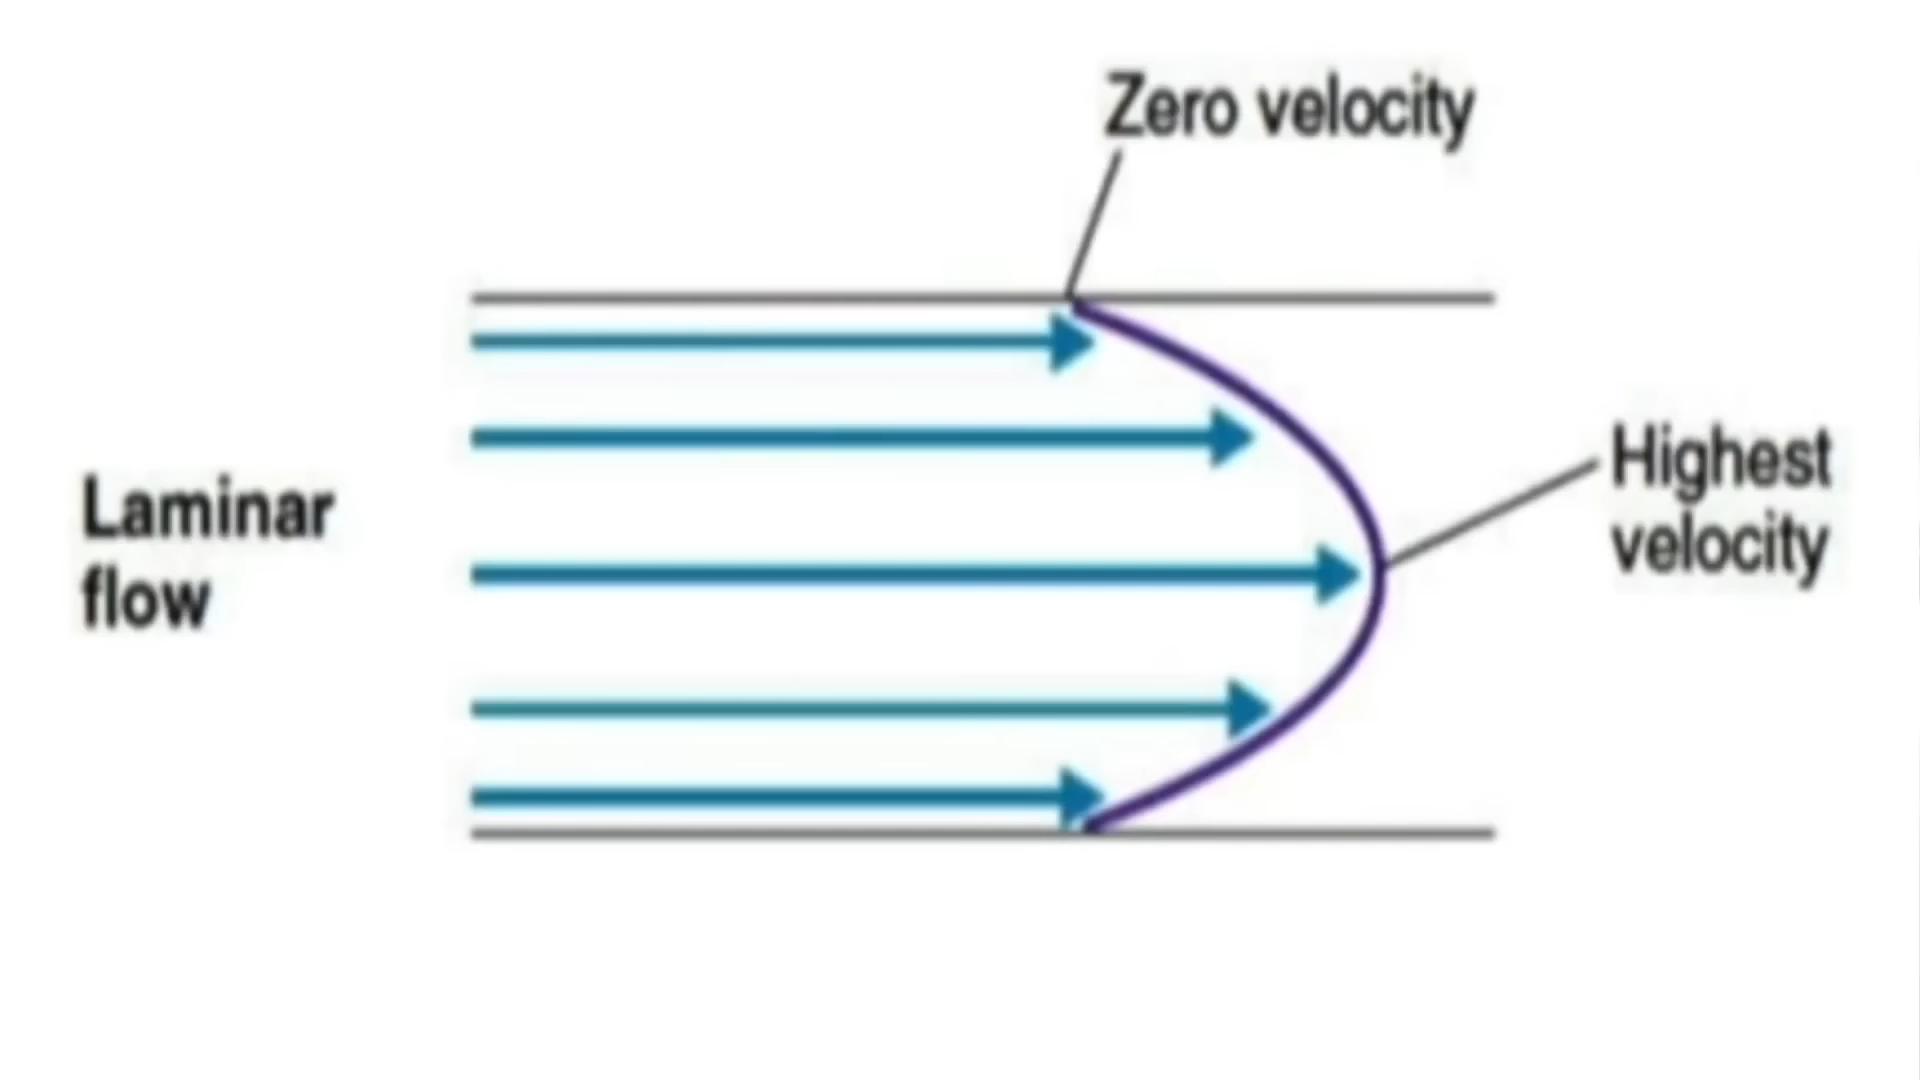 Zero velocity
Highest
velocity
Laminar
flow